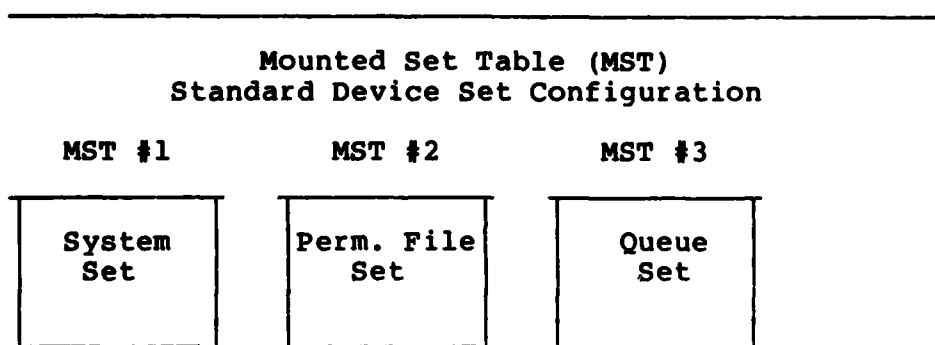 Mounted Set Table (MST)
Standard Device Set Configuration
MST #1 MST #2 MST #3
System Perm. File Queue
Set Set Set